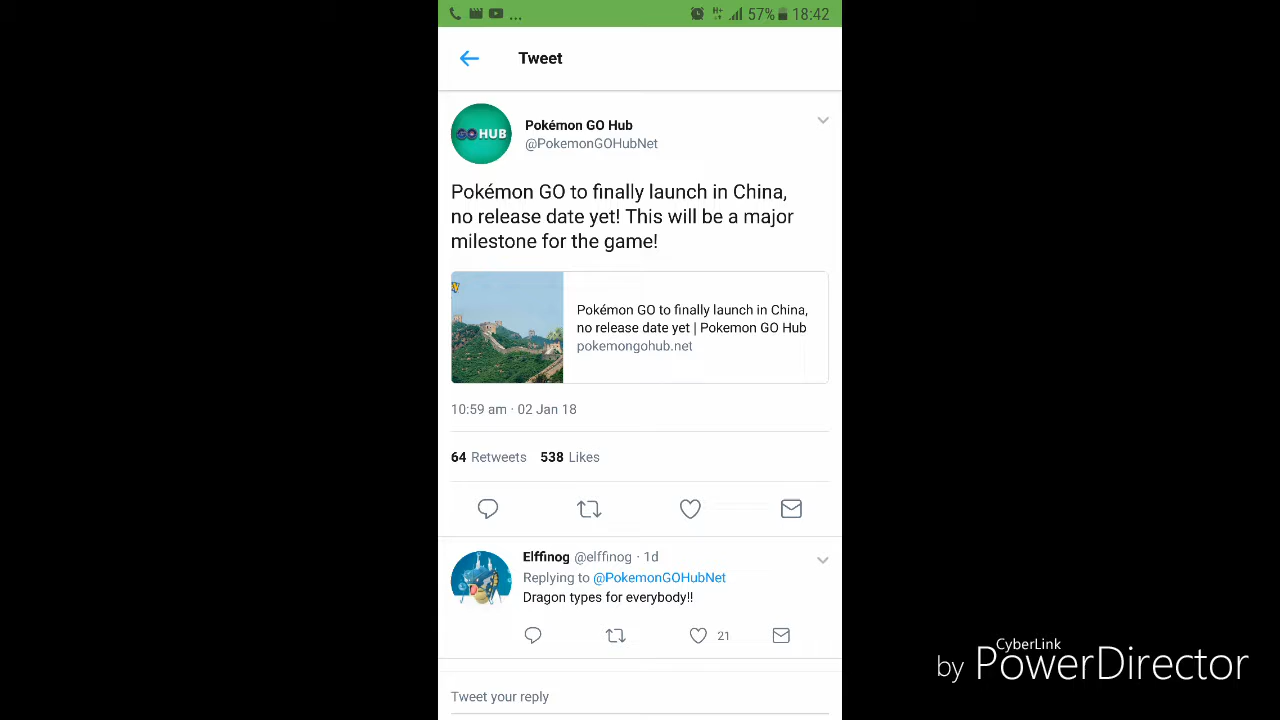 ... H+ 57% 18:42
Tweet
GO HUB
Pokémon GO Hub
@PokemonGOHubNet
Pokémon GO to finally launch in China,
no release date yet! This will be a major
milestone for the game!
Pokémon GO to finally launch in China,
no release date yet | Pokemon GO Hub
pokemongohub.net
10:59 am · 02 Jan 18
64 Retweets 538 Likes
Elffinog @elffinog · 1d
Replying to @PokemonGOHubNet
Dragon types for everybody!!
21
Tweet your reply
CyberLink
by PowerDirector